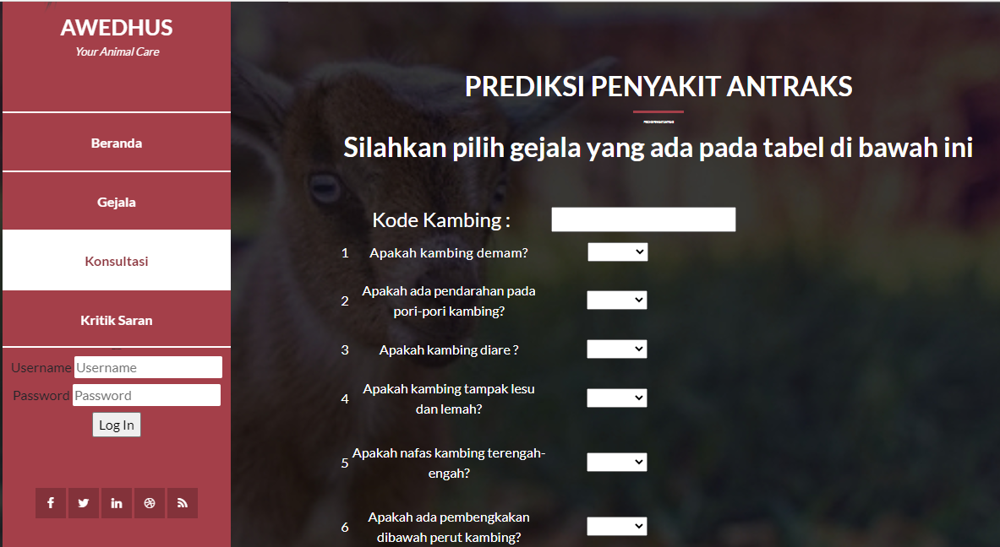 AWEDHUS
Your Animal Care
Beranda
Gejala
Konsultasi
Kritik Saran
Username Username
Password Password
Log In
PREDIKSI PENYAKIT ANTRAKS
PREDIKSI PENYAKIT ANTRAKS
Silahkan pilih gejala yang ada pada tabel di bawah ini
Kode Kambing :
1 Apakah kambing demam?
2 Apakah ada pendarahan pada
pori-pori kambing?
3 Apakah kambing diare ?
4 Apakah kambing tampak lesu
dan lemah?
5 Apakah nafas kambing terengah-
engah?
6 Apakah ada pembengkakan
dibawah perut kambing?